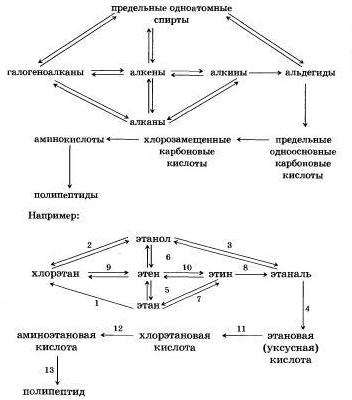 предельные одноатомные
спирты
галогеноалканы алкены алкины альдегиды
алканы
аминокислоты хлорозамещенные предельные
карбоновые одноосновные
кислоты карбоновые
кислоты
полипептиды
Например:
этанол
2 6 3
хлорэтан 9 этен 10 этин 8 этаналь
1 5 7
этан 4
аминоэтановая 12 хлорэтановая 11 этановая
кислота кислота (уксусная)
кислота
13
полипептид